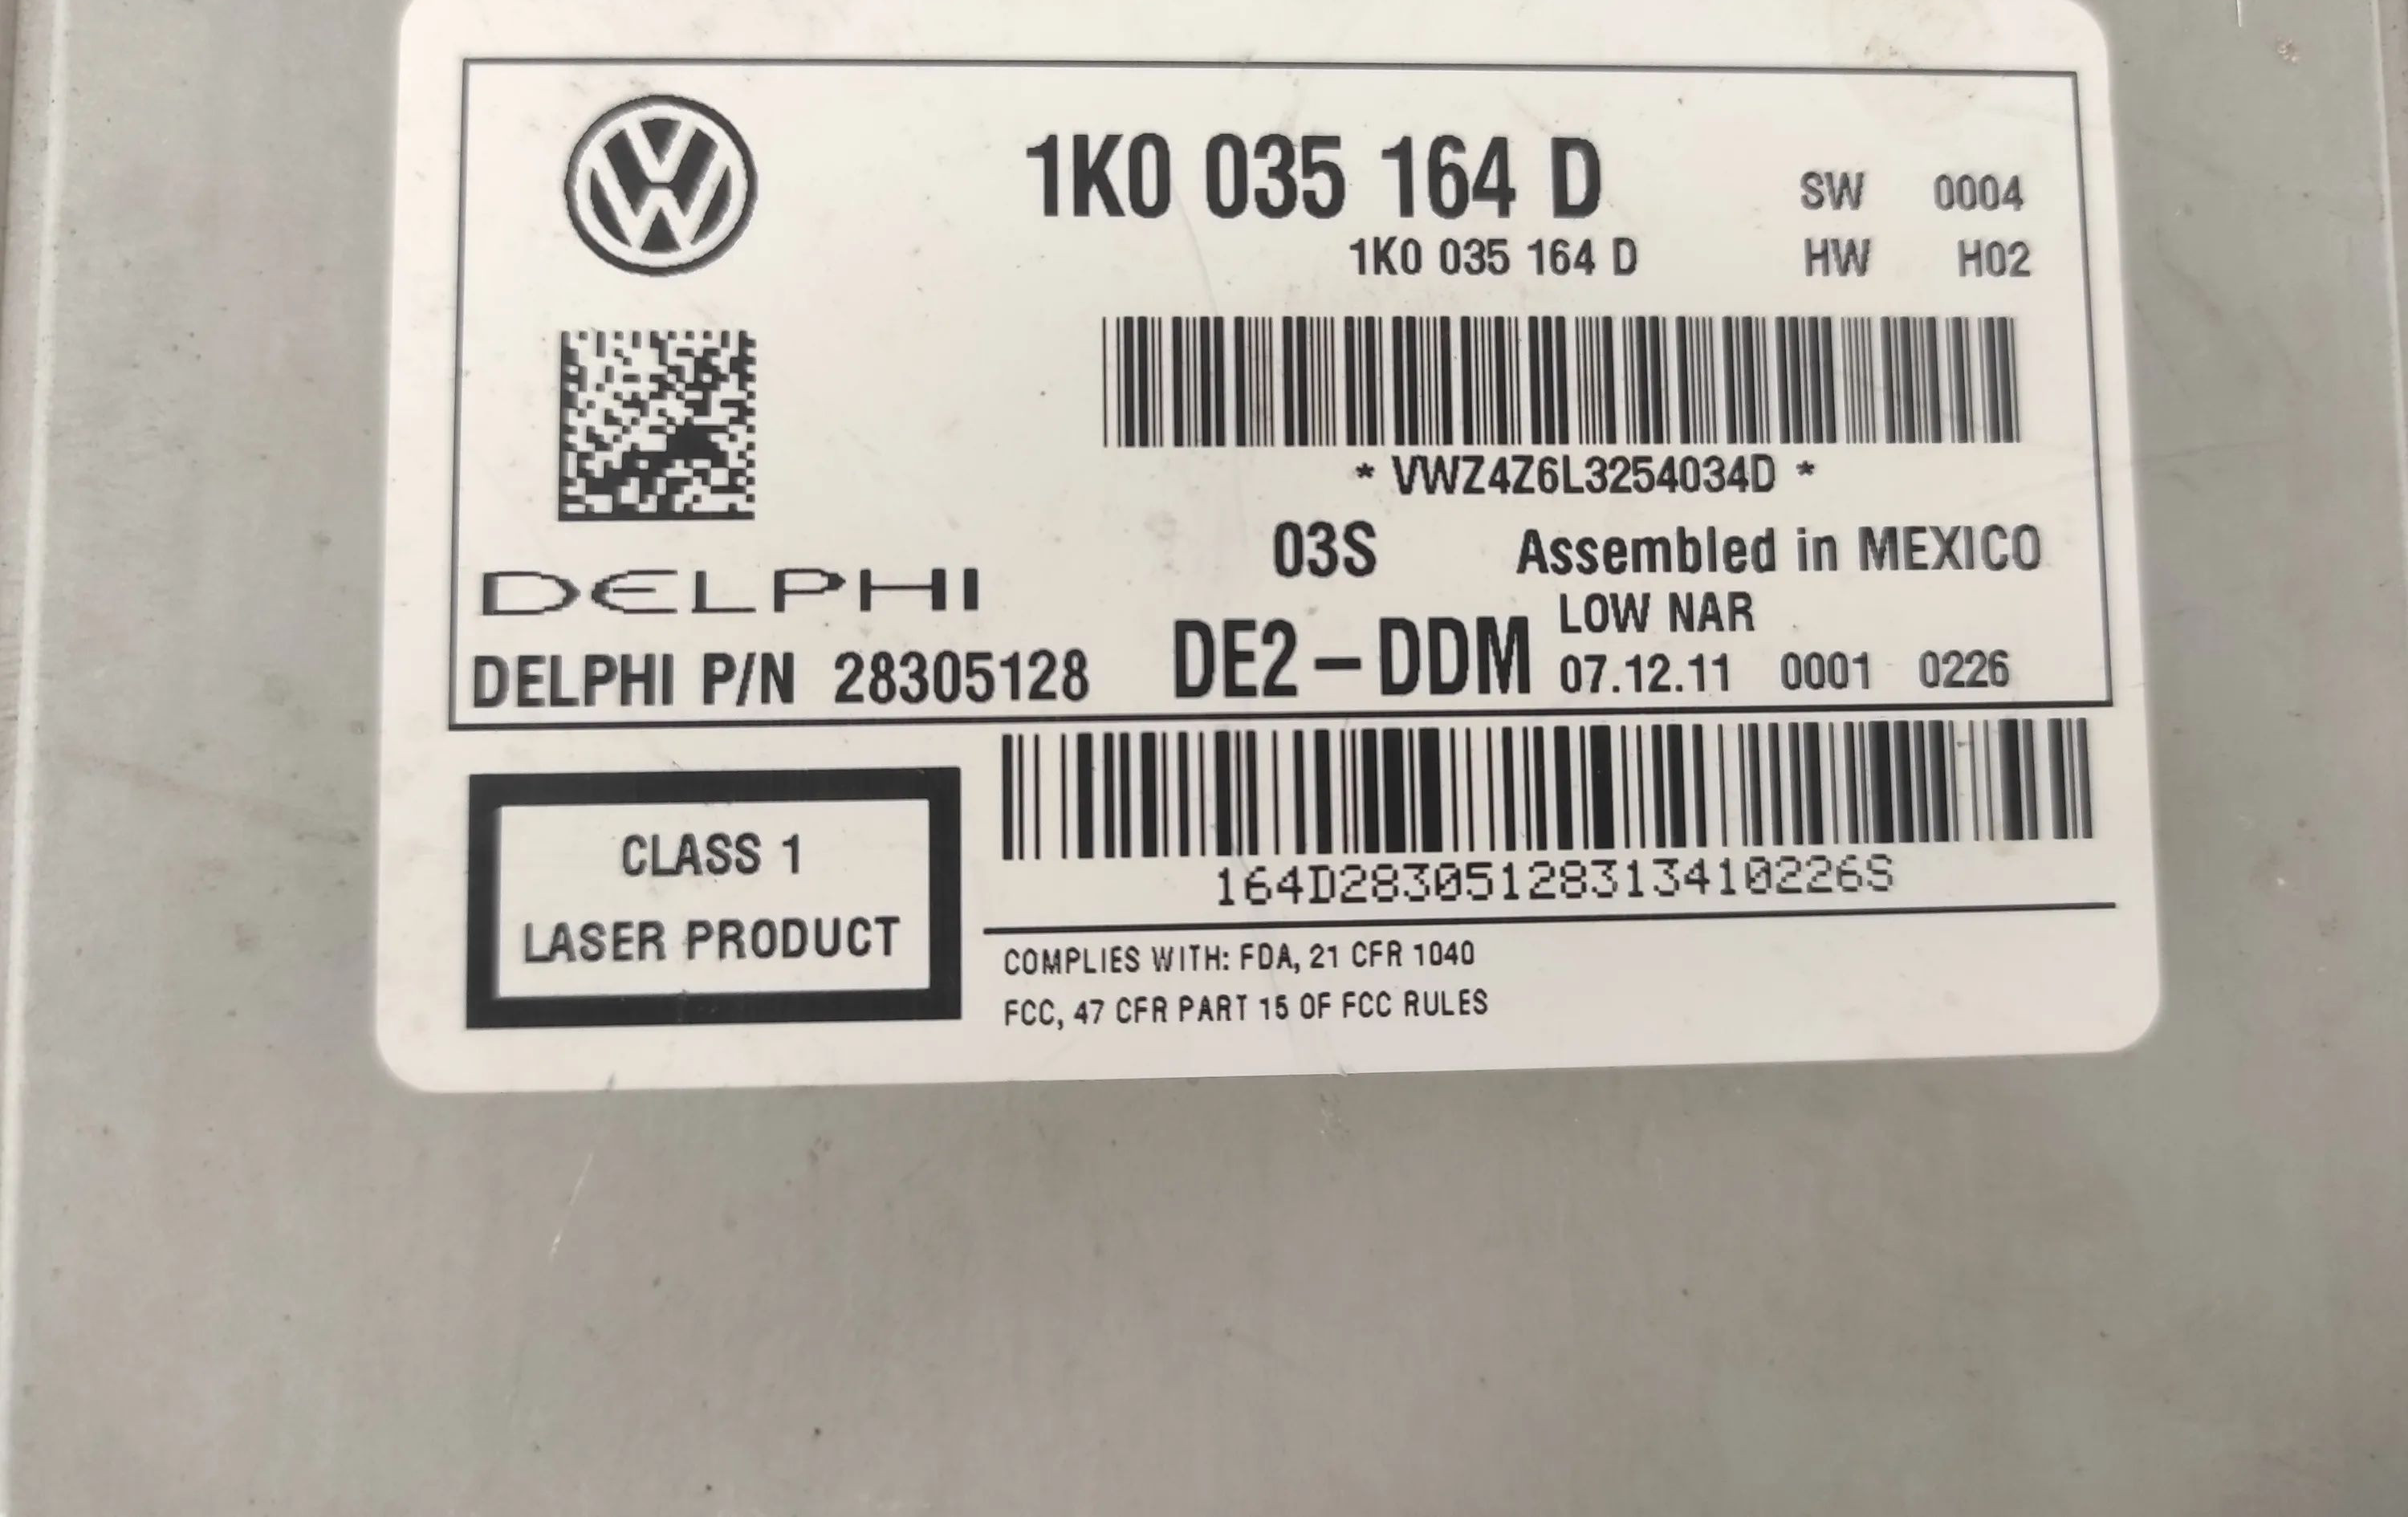 1K0 035 164 D
SW 0004
1K0 035 164 D
HW H02
* VWZ4Z6L3254034D *
03S
Assembled in MEXICO
DELPHI
LOW NAR
DELPHI P/N 28305128
DE2-DDM
07.12.11 0001 0226
164D28305128313410226S
CLASS 1
LASER PRODUCT
COMPLIES WITH: FDA, 21 CFR 1040
FCC, 47 CFR PART 15 OF FCC RULES